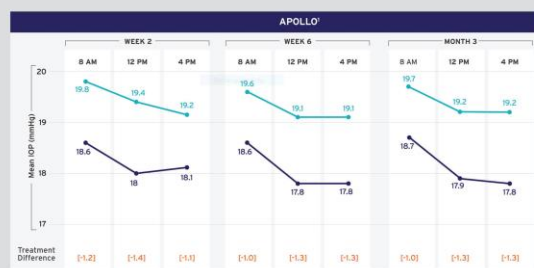 APOLLO¹
WEEK 2 WEEK 6 MONTH 3
8 AM 12 PM 4 PM 8 AM 12 PM 4 PM 8 AM 12 PM 4 PM
20
19.8 19.4 19.2 19.6 19.1 19.1 19.7 19.2 19.2
19
18.6 18 18.1 18.6 17.8 17.8 18.7 17.9 17.8
18
17
Mean IOP (mmHg)
Treatment
Difference [-1.2] [-1.4] [-1.1] [-1.0] [-1.3] [-1.3] [-1.0] [-1.3] [-1.3]